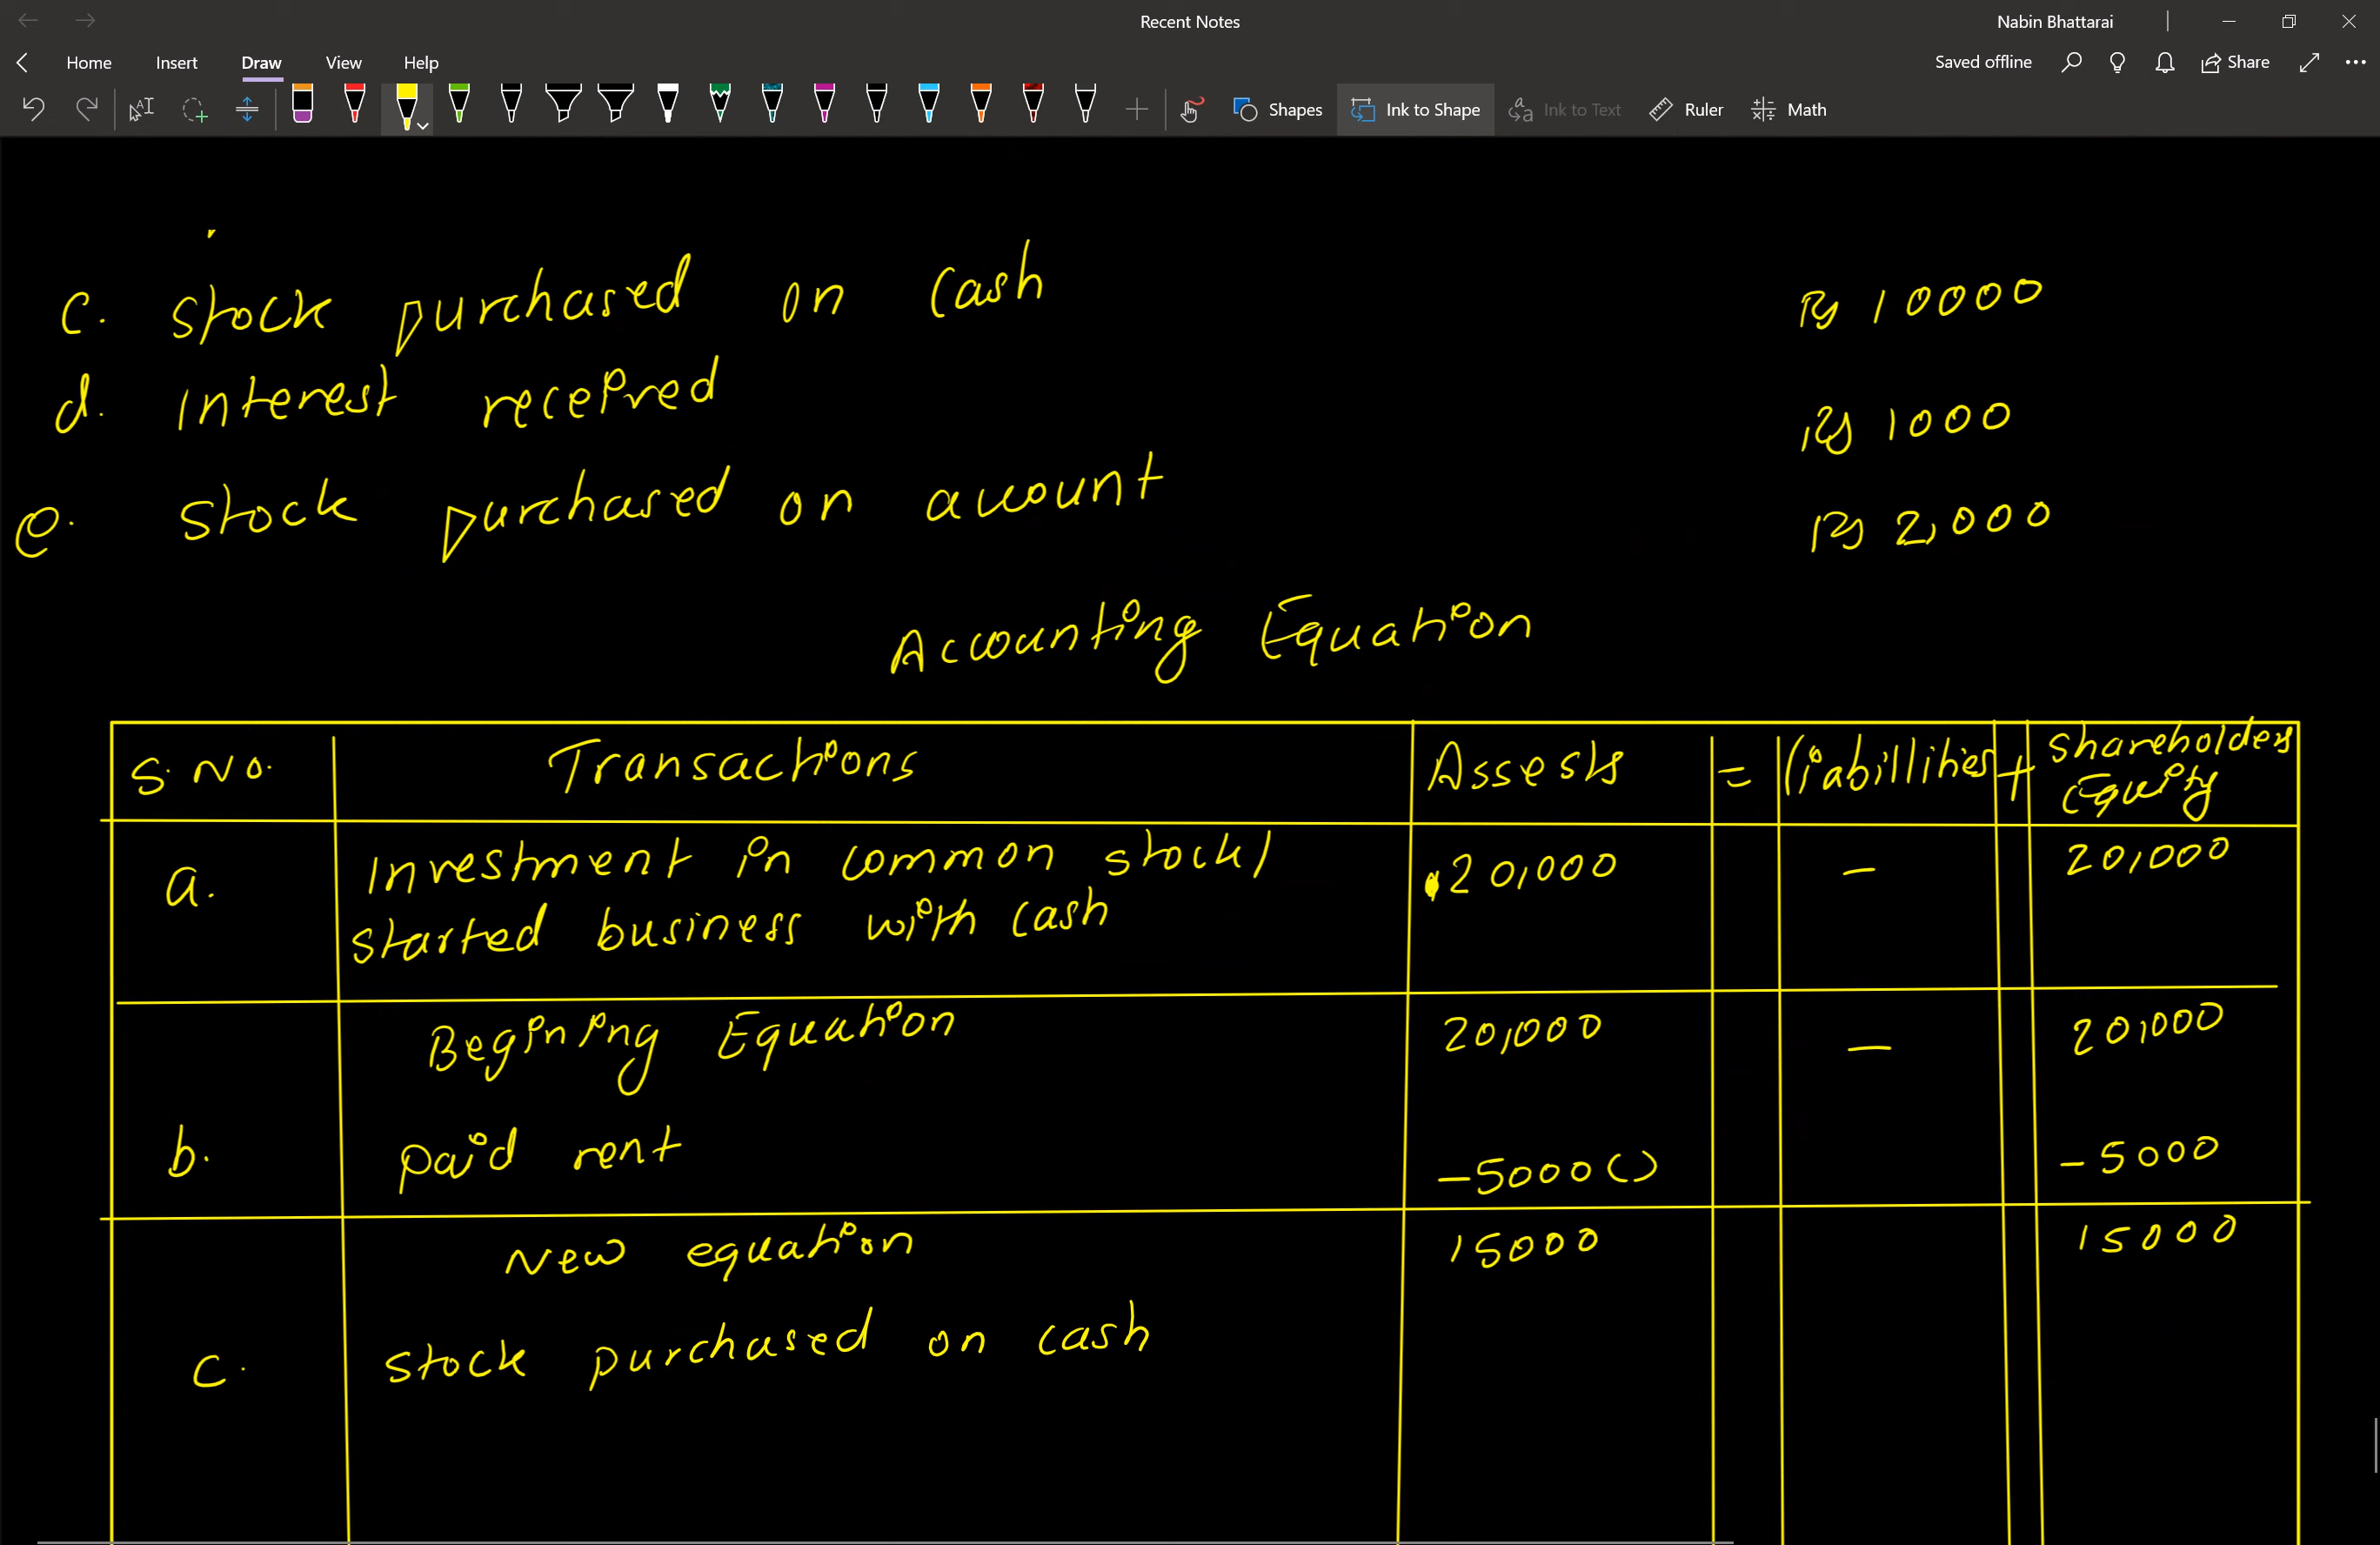 Recent Notes
Nabin Bhattarai
Home Insert Draw View Help
Saved offline
Share
Shapes Ink to Shape Ink to Text Ruler Math
c. stock purchased on Cash Rs 10000
d. Interest received Rs 1000
e. stock purchased on account Rs 2,000
Accounting Equation
S. No. Transactions Assests = Liabillities + Shareholders Equity
a. Investment in common stock/ 20,000 - 20,000
started business with cash
Begining Equation 20,000 - 20,000
b. paid rent -5000 () -5000
New equation 15000 15000
c. stock purchased on cash